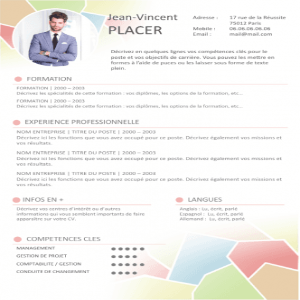 Jean-Vincent
PLACER
Adresse : 17 rue de la Réussite
75012 Paris
Mobile : 06.06.06.06.06
Email : mail@mail.com
Décrivez en quelques lignes vos compétences clés pour le
poste et vos objectifs de carrière. Vous pouvez les mettre en
formes à l'aide de puces ou les laisser sous forme de texte
plein.
FORMATION
FORMATION | 2000 – 2003
Décrivez les spécialités de cette formation : vos diplômes, les options de la formation, etc...
FORMATION | 2000 – 2003
Décrivez les spécialités de cette formation : vos diplômes, les options de la formation, etc...
EXPERIENCE PROFESSIONNELLE
NOM ENTREPRISE | TITRE DU POSTE | 2000 – 2003
Décrivez ici les fonctions que vous avez occupé pour ce poste. Décrivez également vos missions et
vos résultats.
NOM ENTREPRISE | TITRE DU POSTE | 2000 – 2003
Décrivez ici les fonctions que vous avez occupé pour ce poste. Décrivez également vos missions et
vos résultats.
NOM ENTREPRISE | TITRE DU POSTE | 2000 – 2003
Décrivez ici les fonctions que vous avez occupé pour ce poste. Décrivez également vos missions et
vos résultats.
INFOS EN +
Décrivez vos centres d'intérêt ou d'autres
informations qui vous semblent importantes de faire
apparaître sur votre CV.
LANGUES
Anglais : Lu, écrit, parlé
Espagnol : Lu, écrit, parlé
Allemand : Lu, écrit, parlé
COMPETENCES CLES
MANAGEMENT
GESTION DE PROJET
COMPTABILITE / GESTION
CONDUITE DE CHANGEMENT